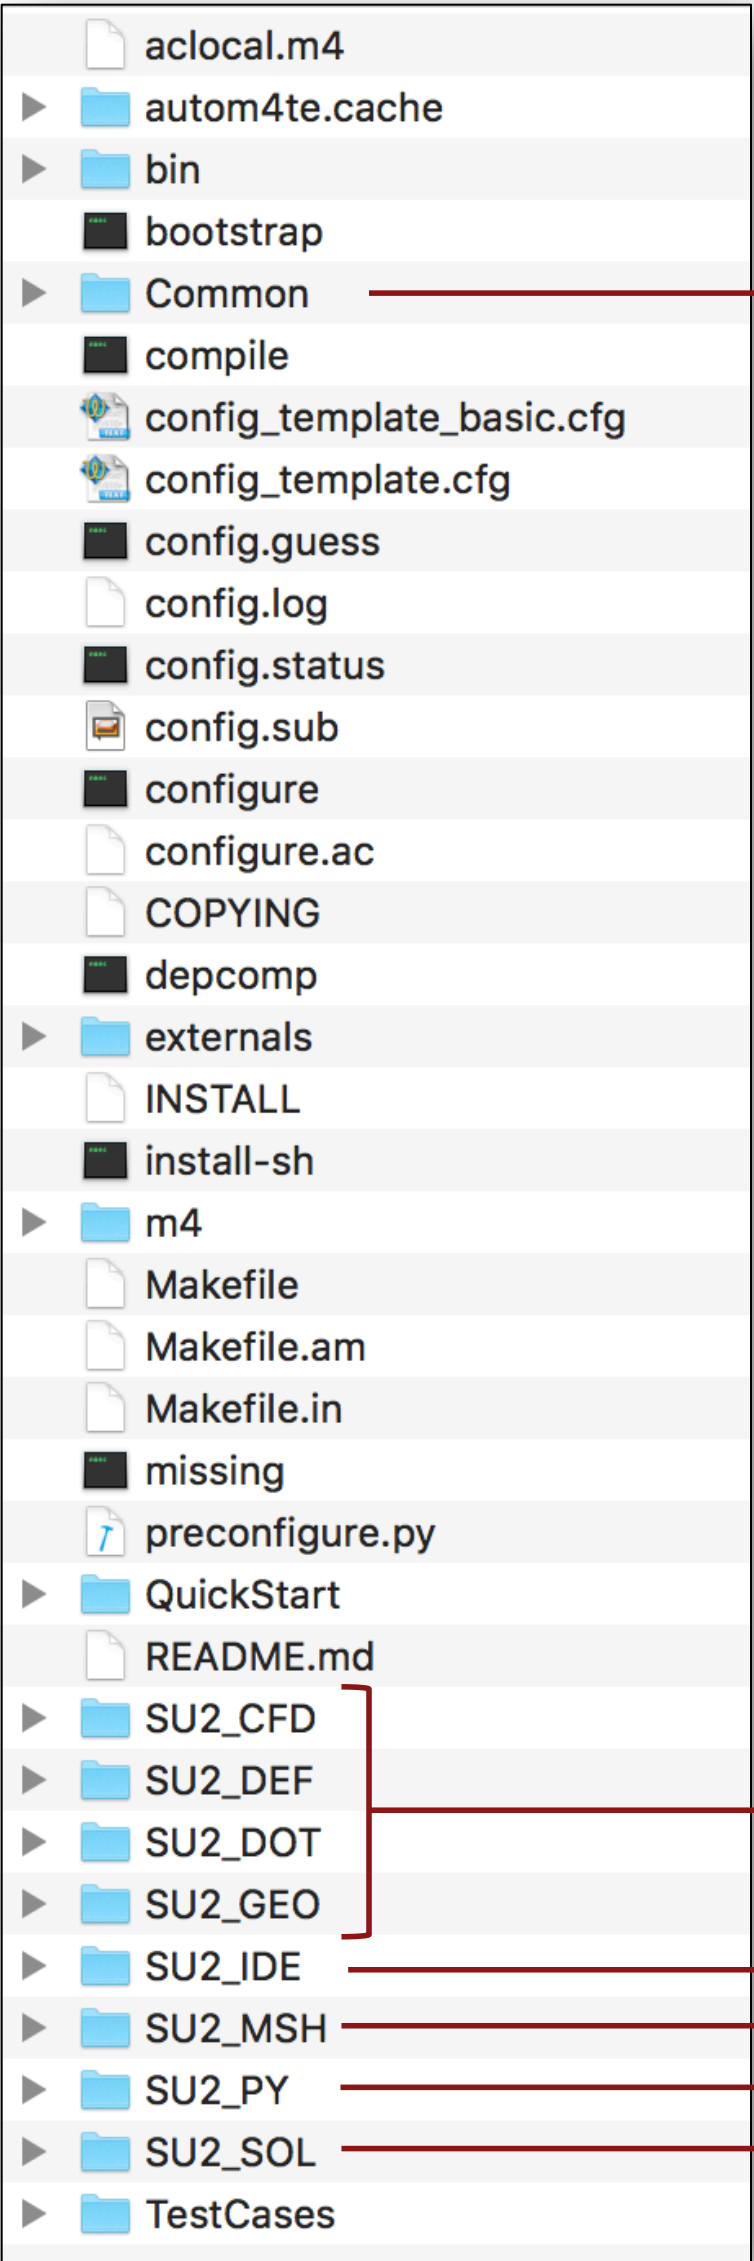 aclocal.m4
autom4te.cache
bin
bootstrap
Common
compile
config_template_basic.cfg
config_template.cfg
config.guess
config.log
config.status
config.sub
configure
configure.ac
COPYING
depcomp
externals
INSTALL
install-sh
m4
Makefile
Makefile.am
Makefile.in
missing
preconfigure.py
QuickStart
README.md
SU2_CFD
SU2_DEF
SU2_DOT
SU2_GEO
SU2_IDE
SU2_MSH
SU2_PY
SU2_SOL
TestCases